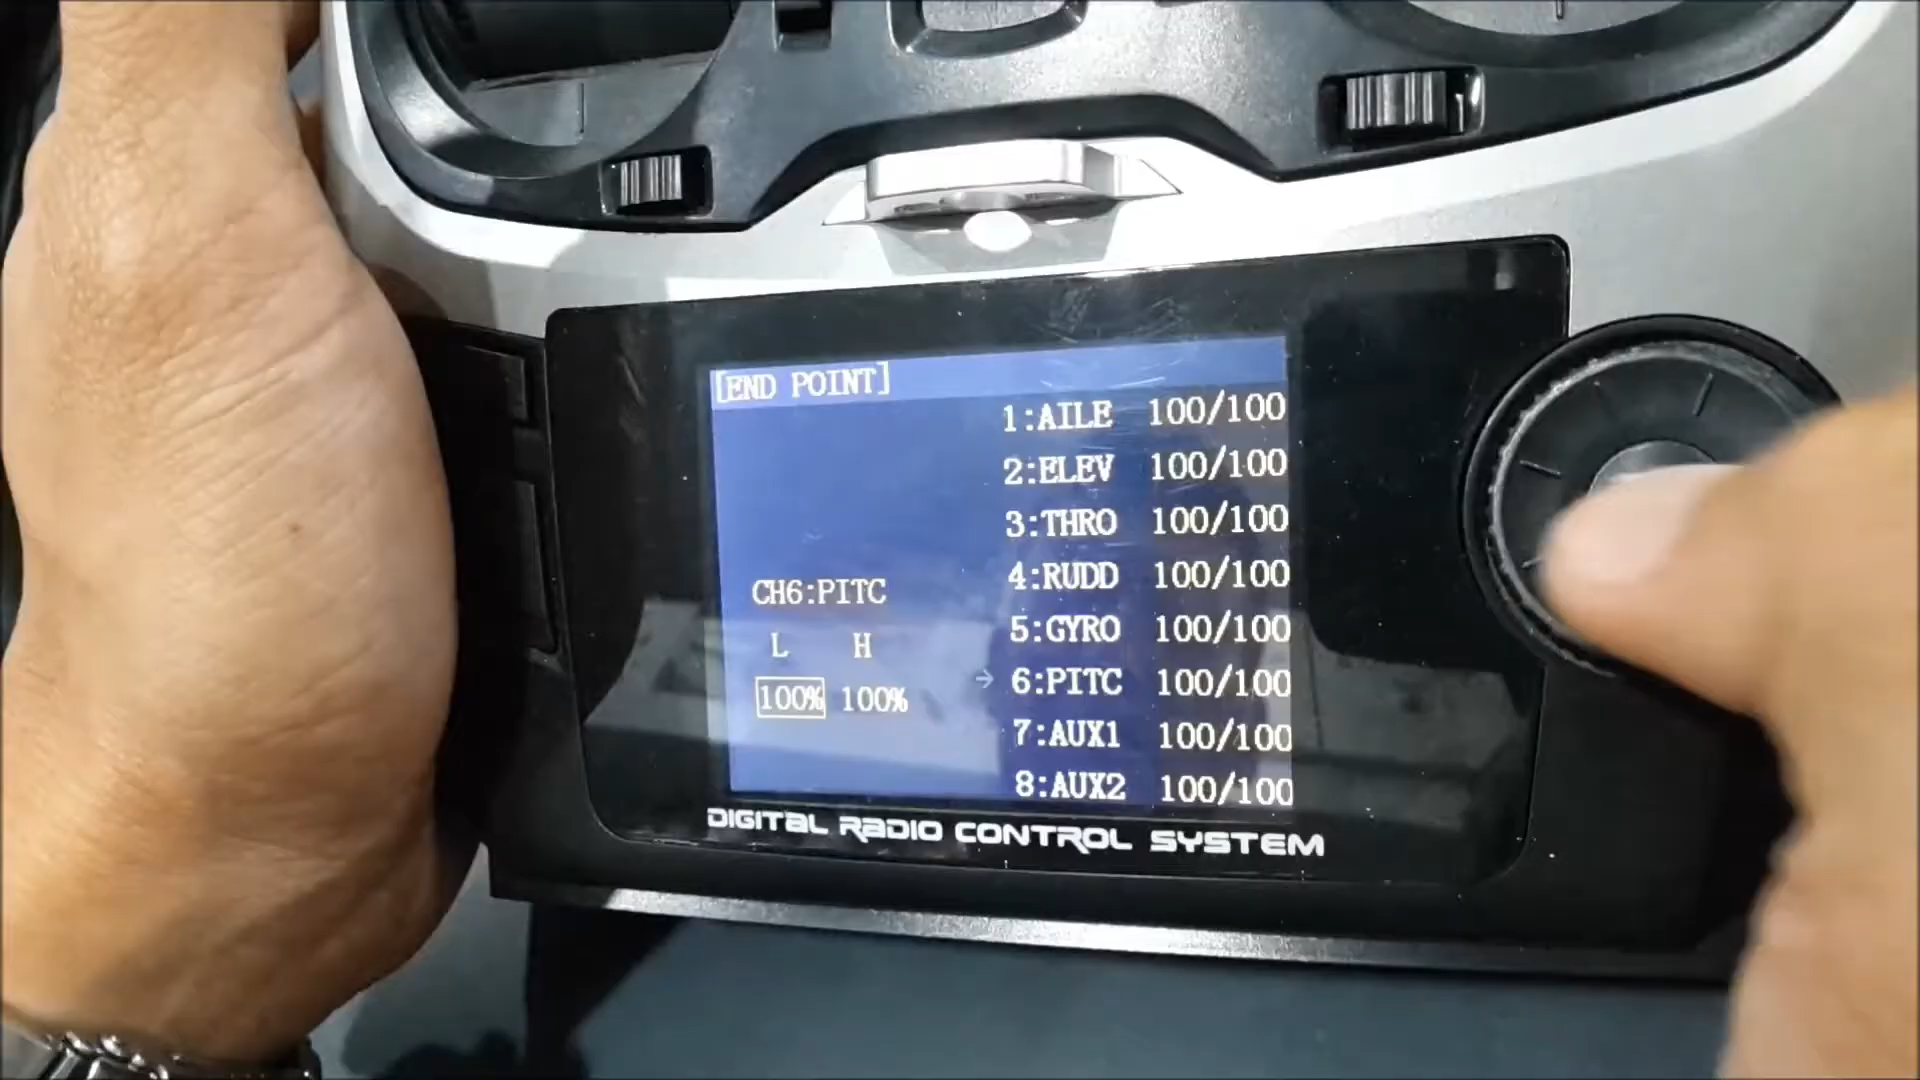 [END POINT]
1:AILE 100/100
2:ELEV 100/100
3:THRO 100/100
4:RUDD 100/100
5:GYRO 100/100
6:PITC 100/100
7:AUX1 100/100
8:AUX2 100/100
CH6:PITC
L H
100% 100%
→
DIGITAL RADIO CONTROL SYSTEM